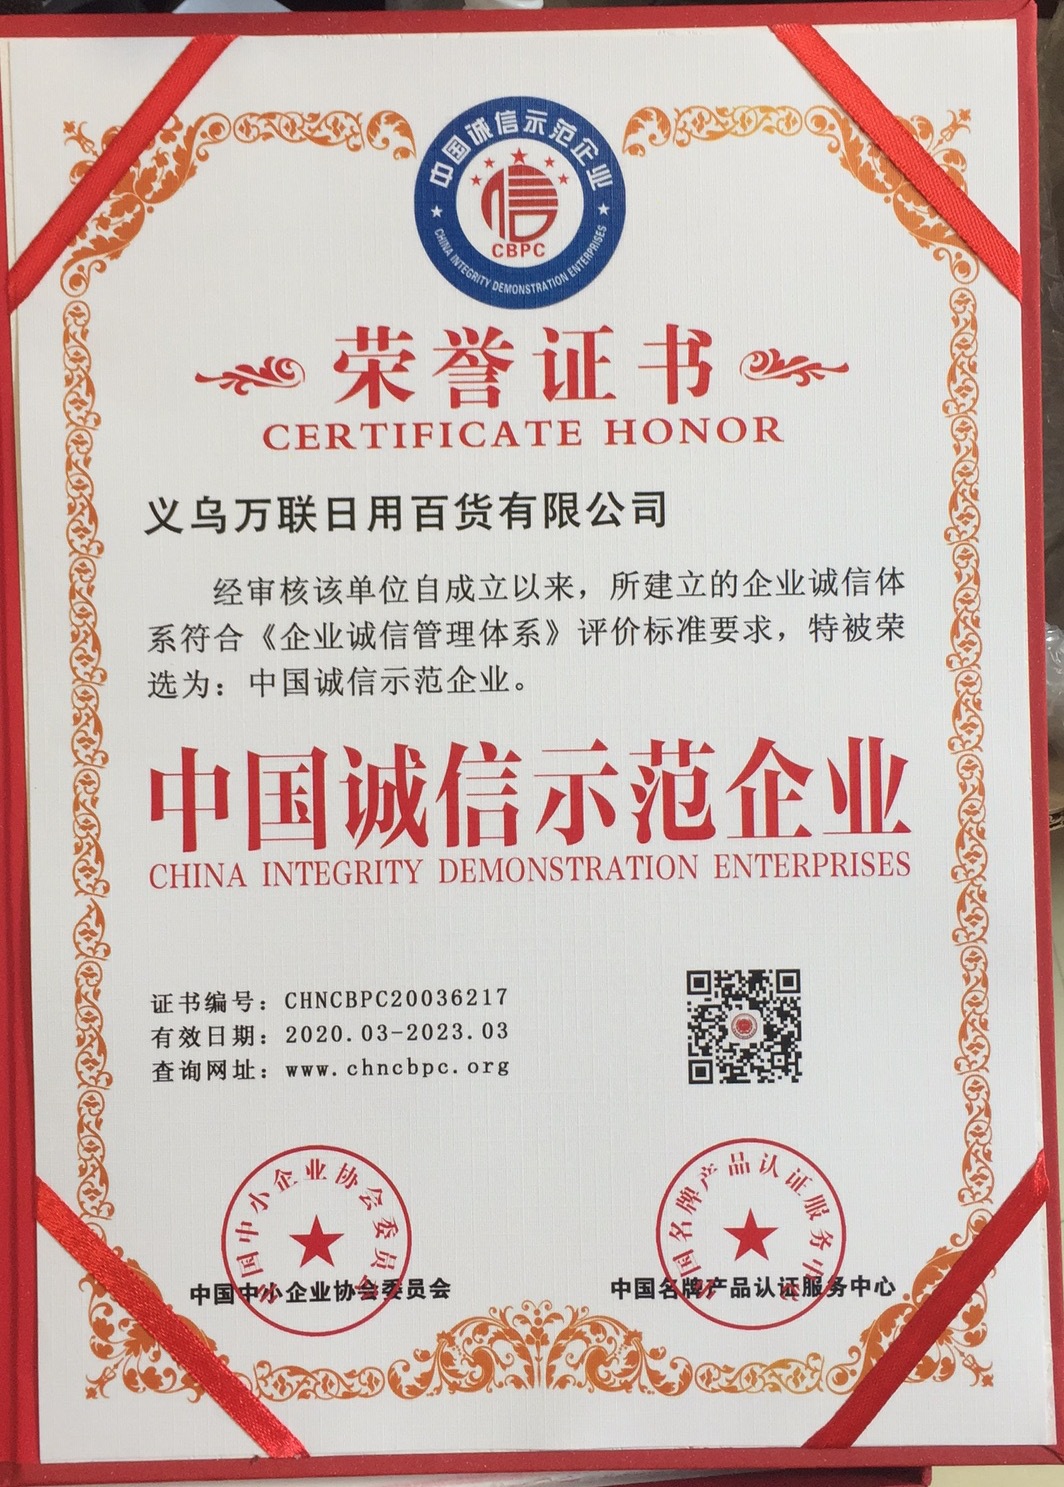 中国诚信示范企业
信
CBPC
CHINA INTEGRITY DEMONSTRATION ENTERPRISES
荣誉证书
CERTIFICATE HONOR
义乌万联日用百货有限公司
经审核该单位自成立以来，所建立的企业诚信体
系符合《企业诚信管理体系》评价标准要求，特被荣
选为：中国诚信示范企业。
中国诚信示范企业
CHINA INTEGRITY DEMONSTRATION ENTERPRISES
证书编号：CHNCBPC20036217
有效日期：2020.03-2023.03
查询网址：www.chncbpc.org
中国中小企业协会委员会
中国名牌产品认证服务中心
中国中小企业协会委员会
中国名牌产品认证服务中心